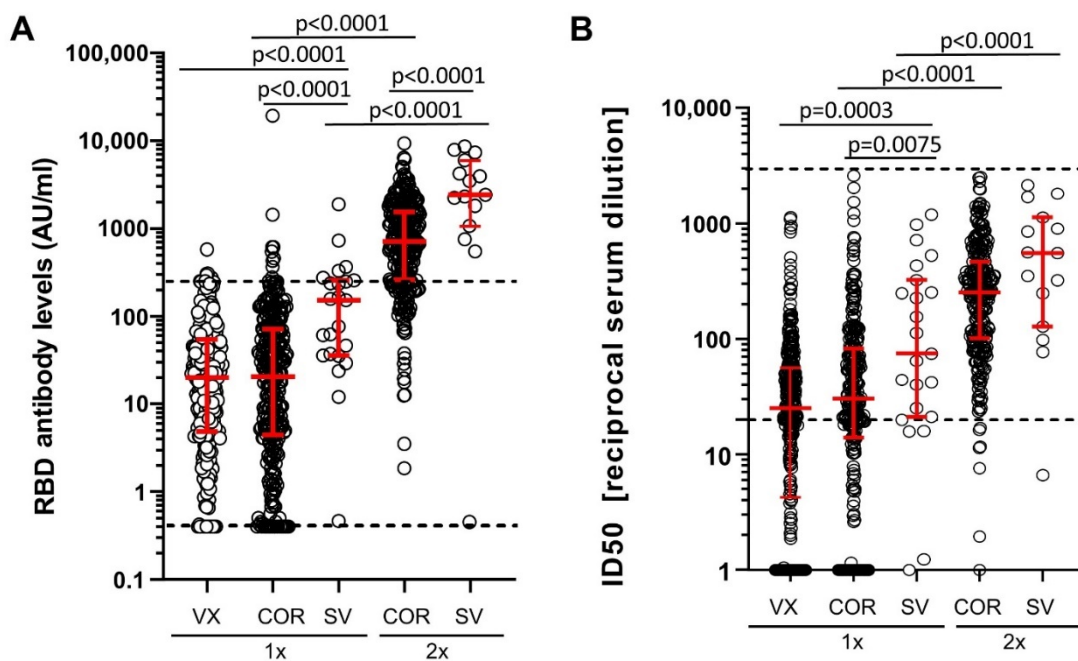 A
RBD antibody levels (AU/ml)
100,000
10,000
1000
100
10
1
0.1
p<0.0001
p<0.0001
p<0.0001
p<0.0001
p<0.0001
VX COR SV COR SV
1x 2x
B
ID50 [reciprocal serum dilution]
10,000
1000
100
10
1
p<0.0001
p<0.0001
p=0.0003
p=0.0075
VX COR SV COR SV
1x 2x